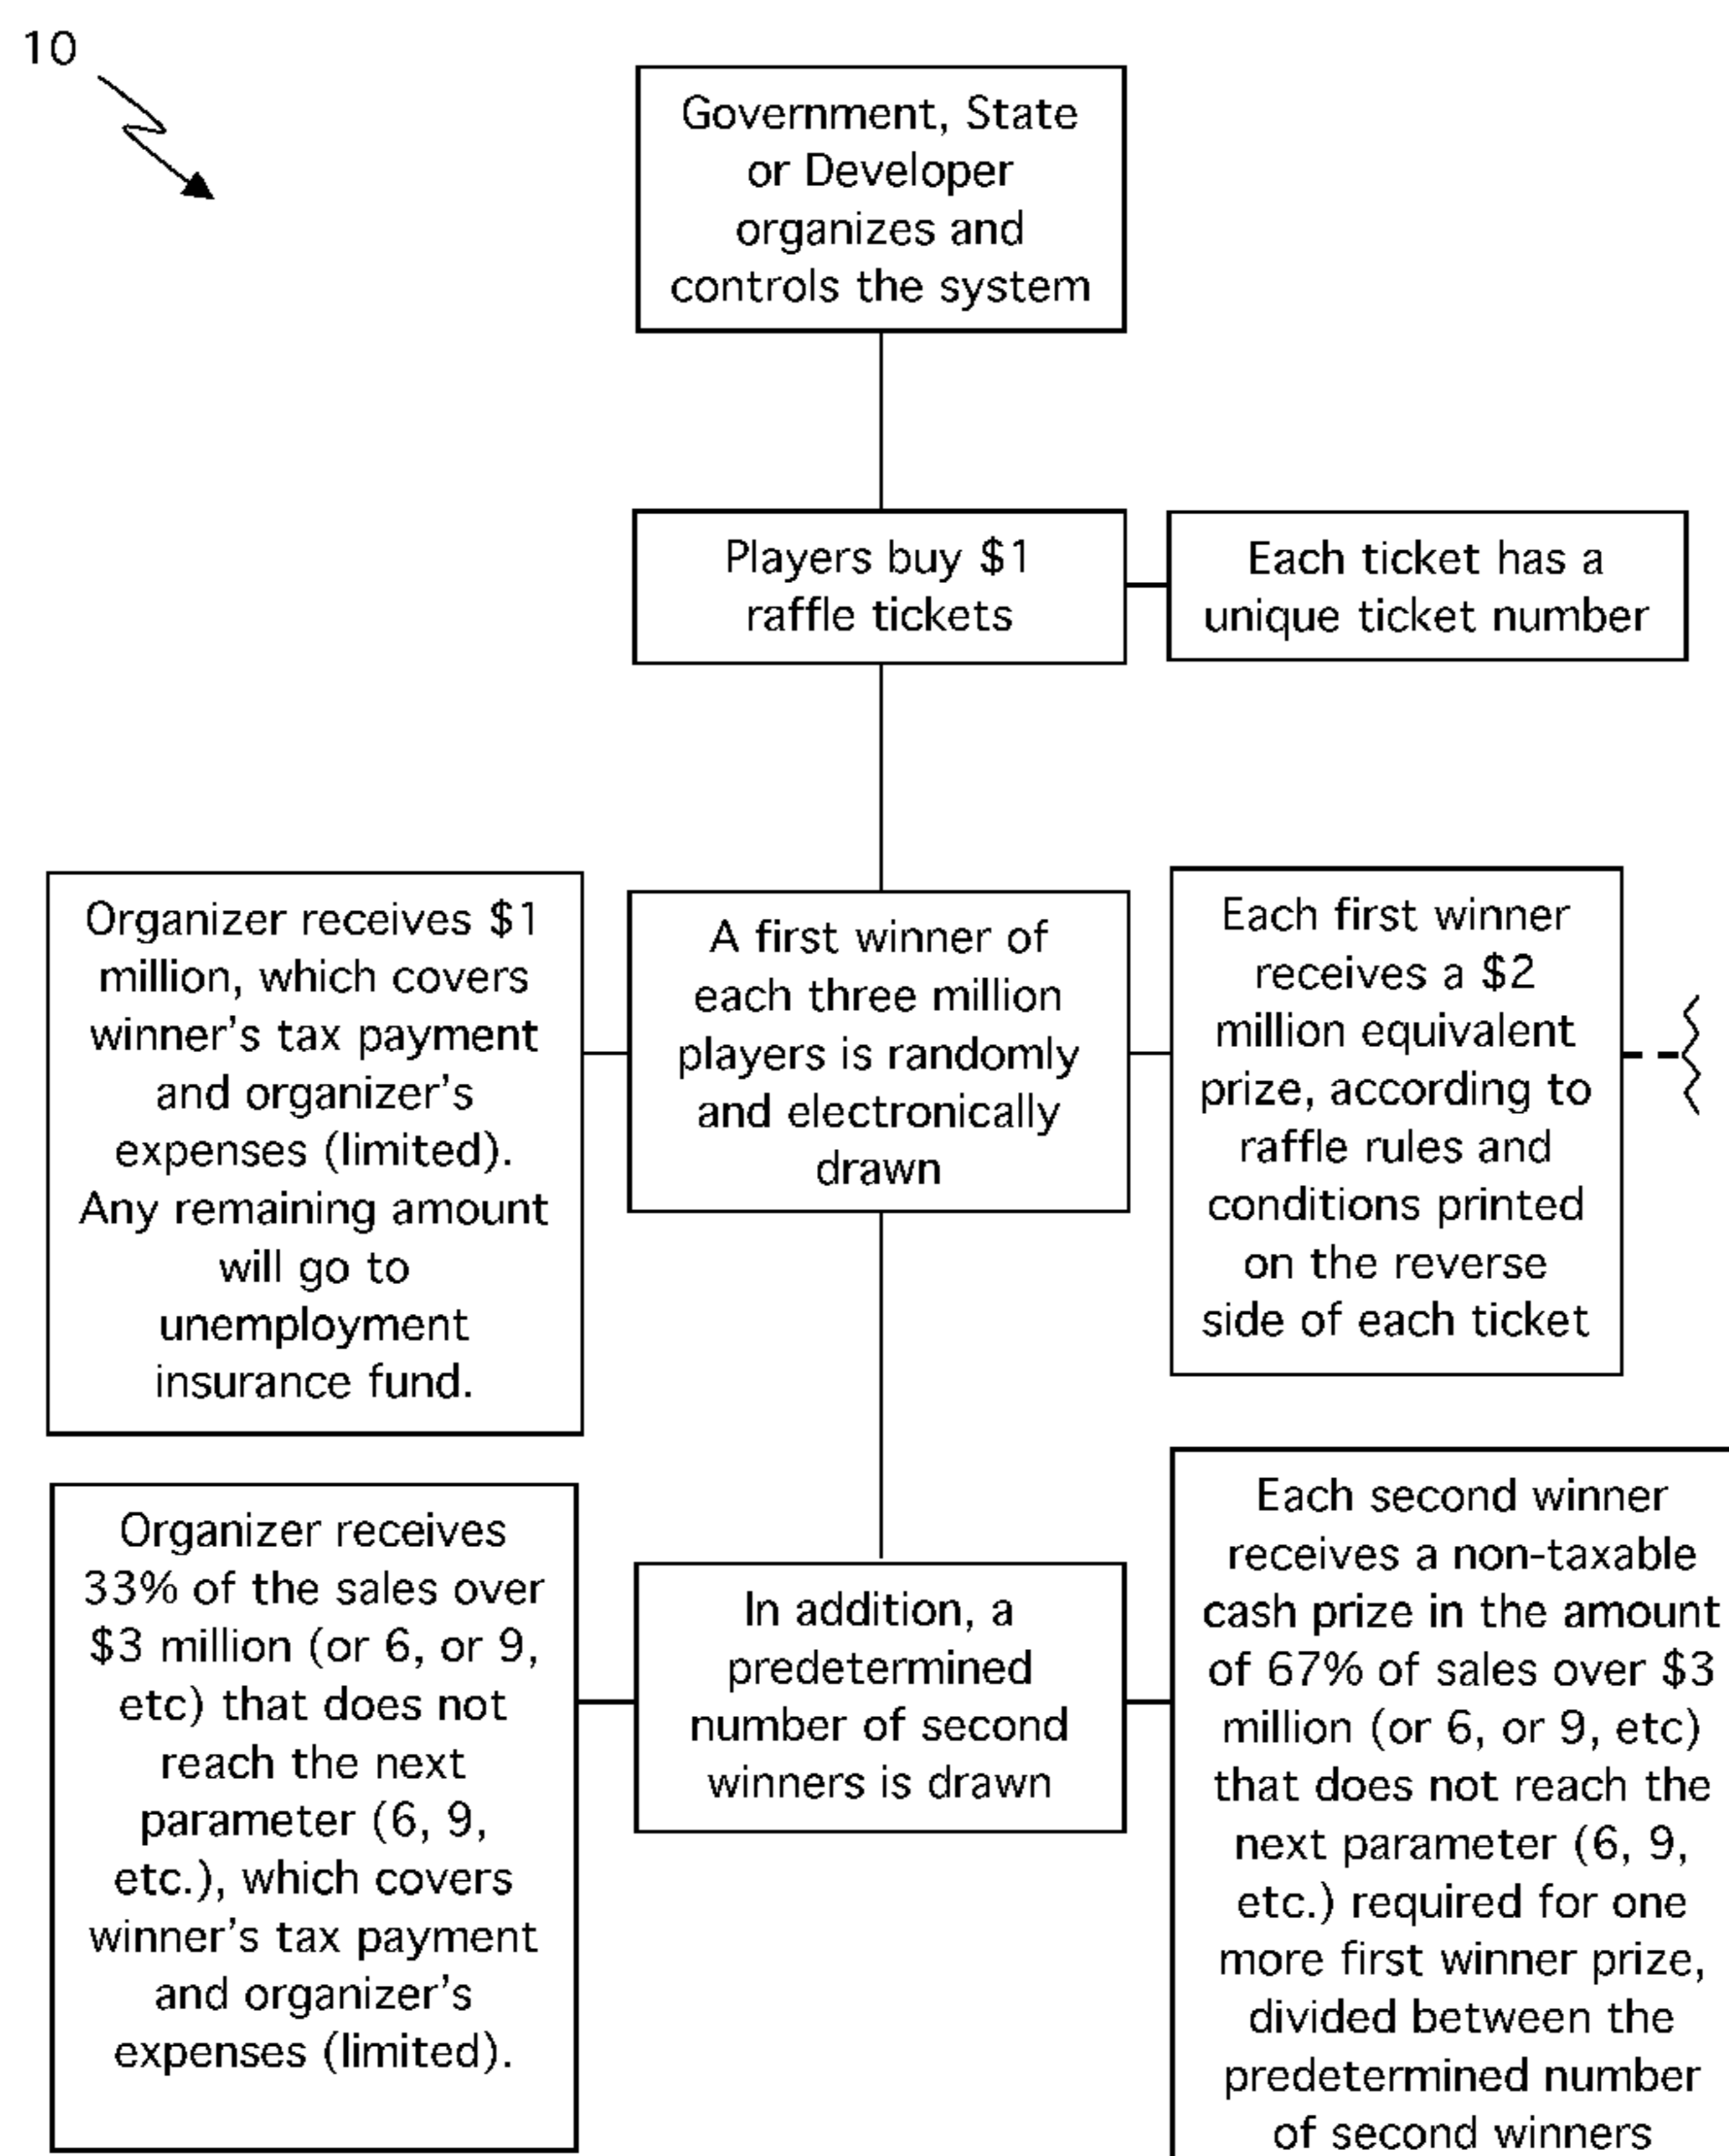 10
Government, State
or Developer
organizes and
controls the system
Players buy $1
raffle tickets
Each ticket has a
unique ticket number
Organizer receives $1
million, which covers
winner's tax payment
and organizer's
expenses (limited).
Any remaining amount
will go to
unemployment
insurance fund.
A first winner of
each three million
players is randomly
and electronically
drawn
Each first winner
receives a $2
million equivalent
prize, according to
raffle rules and
conditions printed
on the reverse
side of each ticket
Organizer receives
33% of the sales over
$3 million (or 6, or 9,
etc) that does not
reach the next
parameter (6, 9,
etc.), which covers
winner's tax payment
and organizer's
expenses (limited).
In addition, a
predetermined
number of second
winners is drawn
Each second winner
receives a non-taxable
cash prize in the amount
of 67% of sales over $3
million (or 6, or 9, etc)
that does not reach the
next parameter (6, 9,
etc.) required for one
more first winner prize,
divided between the
predetermined number
of second winners